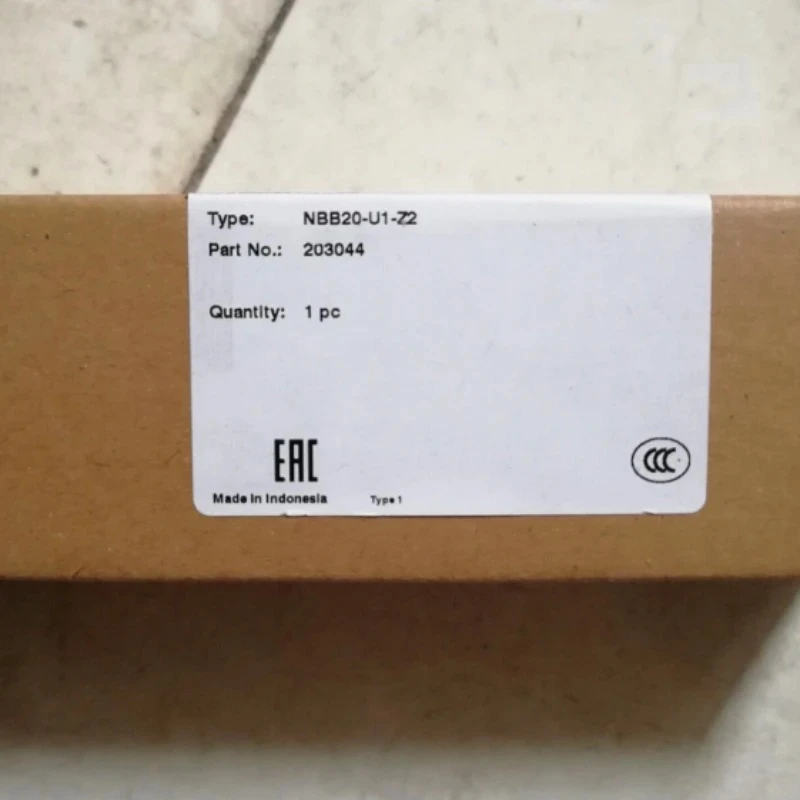 Type: NBB20-U1-Z2
Part No.: 203044
Quantity: 1 pc
EAC
CCC
Made in Indonesia Type 1